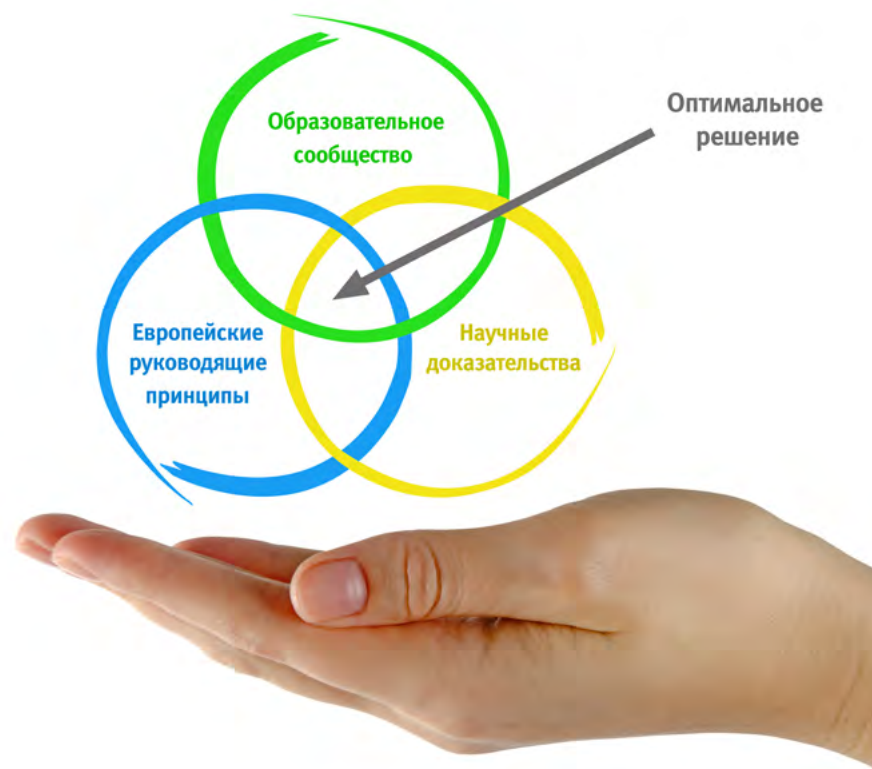 Образовательное
сообщество
Оптимальное
решение
Европейские
руководящие
принципы
Научные
доказательства